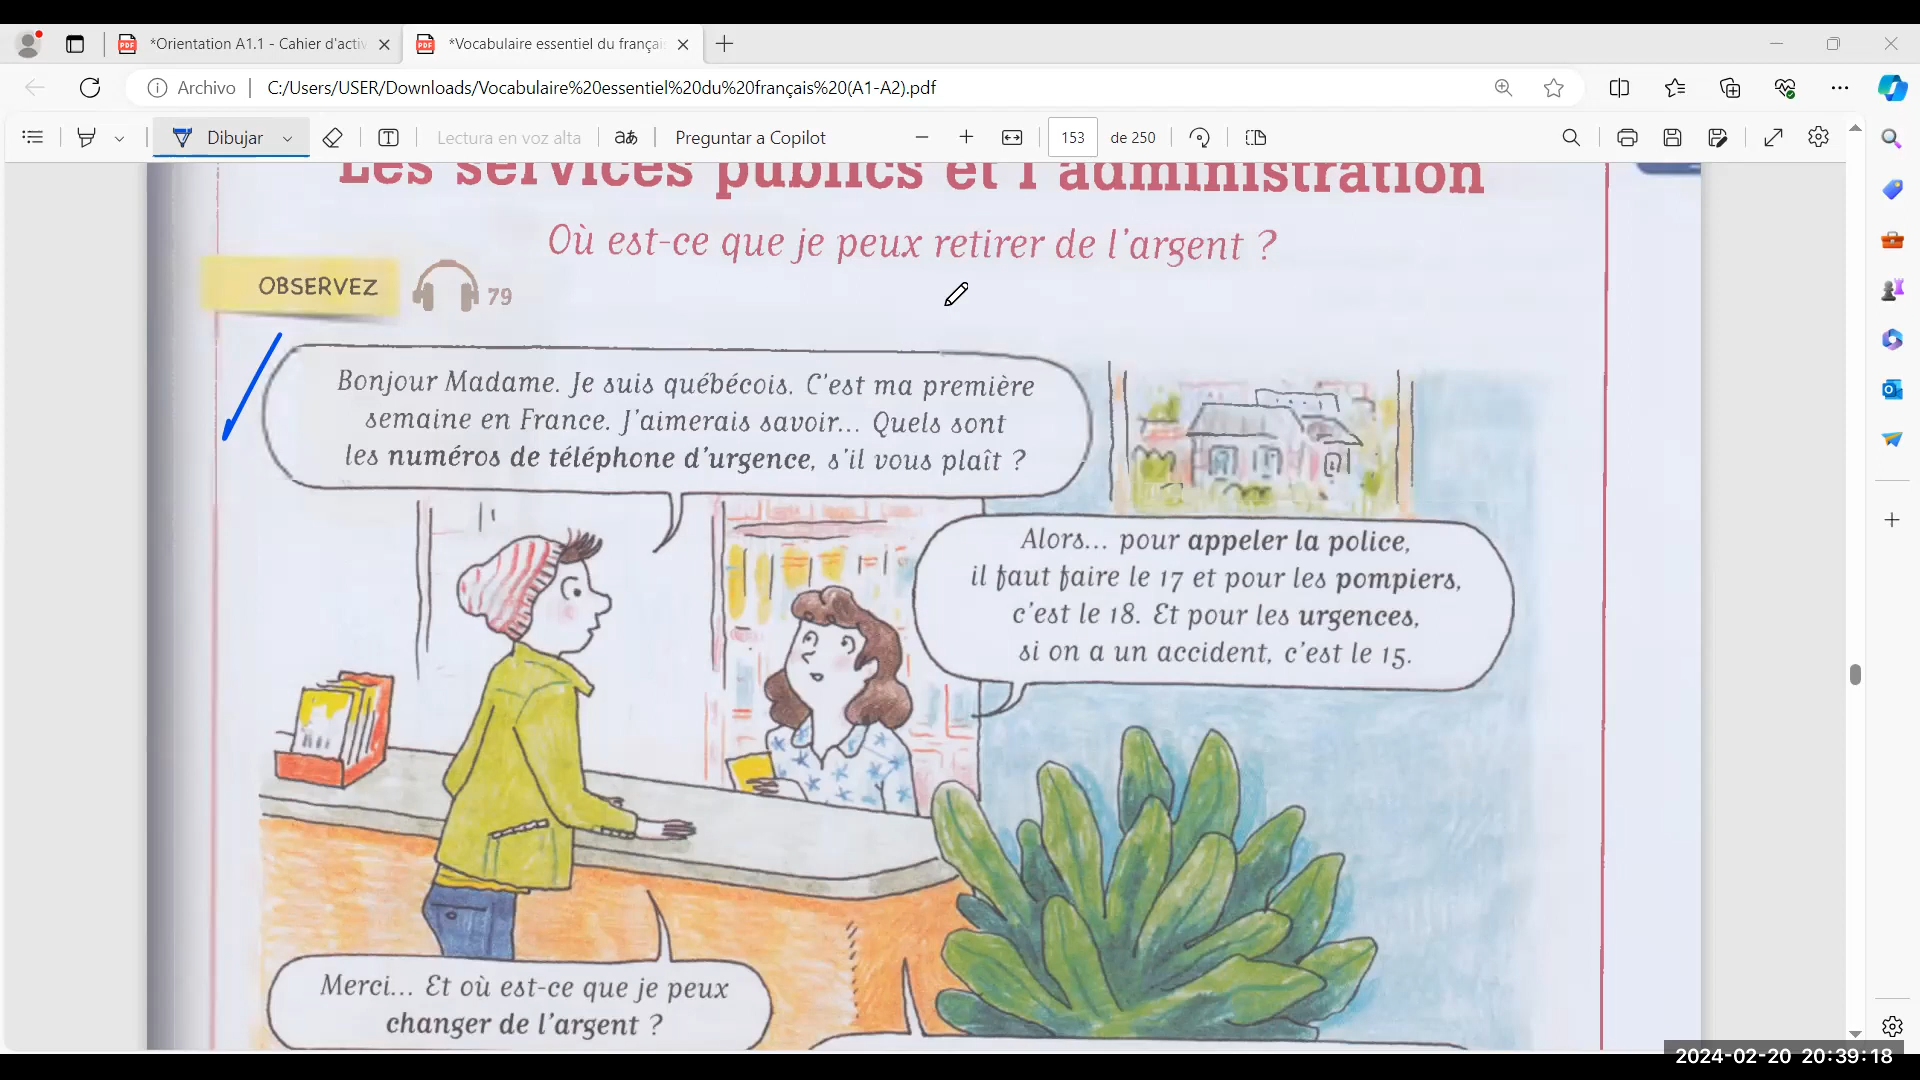 *Orientation A1.1 - Cahier d'activ
*Vocabulaire essentiel du françai
Archivo
C:/Users/USER/Downloads/Vocabulaire%20essentiel%20du%20français%20(A1-A2).pdf
Dibujar
Lectura en voz alta
aあ
Preguntar a Copilot
153
de 250
Les services publics et l'administration
Où est-ce que je peux retirer de l'argent ?
OBSERVEZ
79
Bonjour Madame. Je suis québécois. C'est ma première
semaine en France. J'aimerais savoir... Quels sont
les numéros de téléphone d'urgence, s'il vous plaît ?
Alors... pour appeler la police,
il faut faire le 17 et pour les pompiers,
c'est le 18. Et pour les urgences,
si on a un accident, c'est le 15.
Merci... Et où est-ce que je peux
changer de l'argent ?
2024-02-20 20:39:18